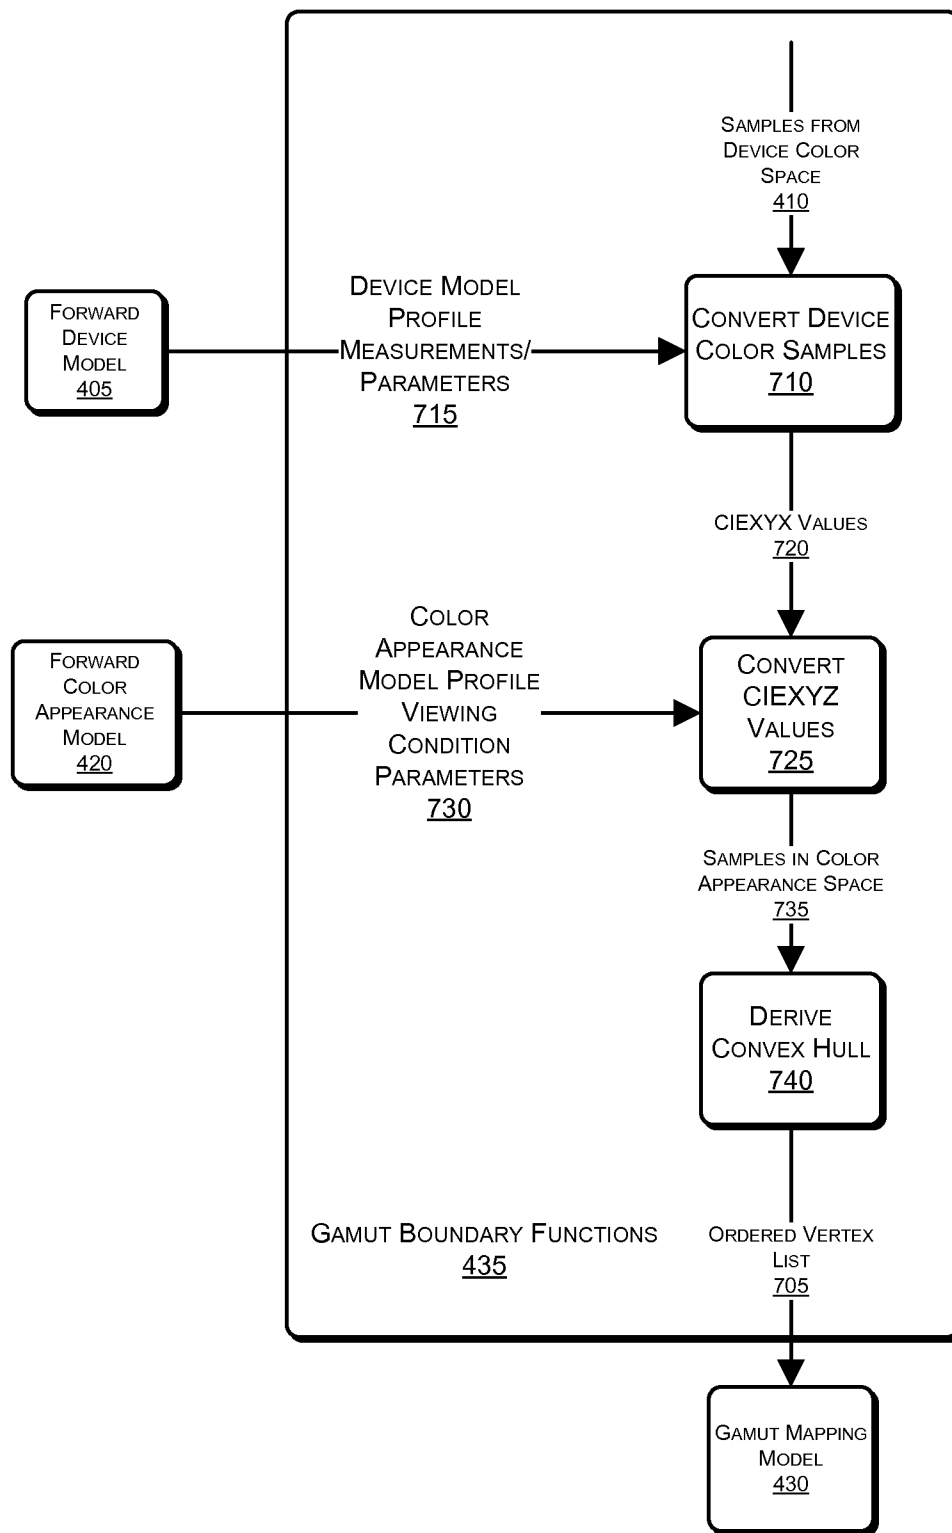 SAMPLES FROM
DEVICE COLOR
SPACE
410
FORWARD
DEVICE
MODEL
405
DEVICE MODEL
PROFILE
MEASUREMENTS/
PARAMETERS
715
CONVERT DEVICE
COLOR SAMPLES
710
CIEXYX VALUES
720
FORWARD
COLOR
APPEARANCE
MODEL
420
COLOR
APPEARANCE
MODEL PROFILE
VIEWING
CONDITION
PARAMETERS
730
CONVERT
CIEXYZ
VALUES
725
SAMPLES IN COLOR
APPEARANCE SPACE
735
DERIVE
CONVEX HULL
740
GAMUT BOUNDARY FUNCTIONS
435
ORDERED VERTEX
LIST
705
GAMUT MAPPING
MODEL
430